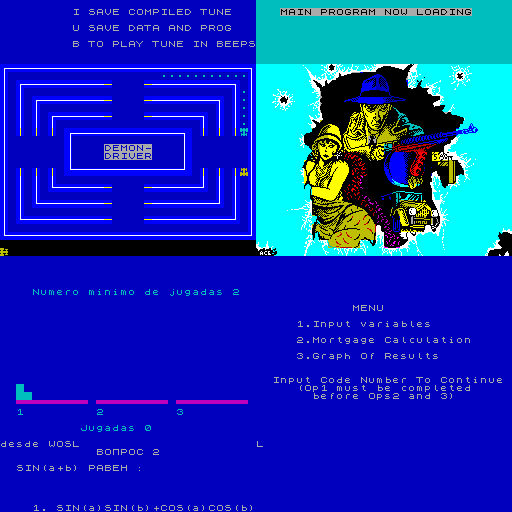 I SAVE COMPILED TUNE
U SAVE DATA AND PROG
B TO PLAY TUNE IN BEEPS
MAIN PROGRAM NOW LOADING
DEMON-
DRIVER
ACE
Numero minimo de jugadas 2
1 2 3
Jugadas 0
desde WOSL
L
MENU
1.Input variables
2.Mortgage Calculation
3.Graph Of Results
Input Code Number To Continue
(Op1 must be completed
before Ops2 and 3)
ВОПРОС 2
SIN(a+b) РАВЕН :
1. SIN(a)SIN(b)+COS(a)COS(b)